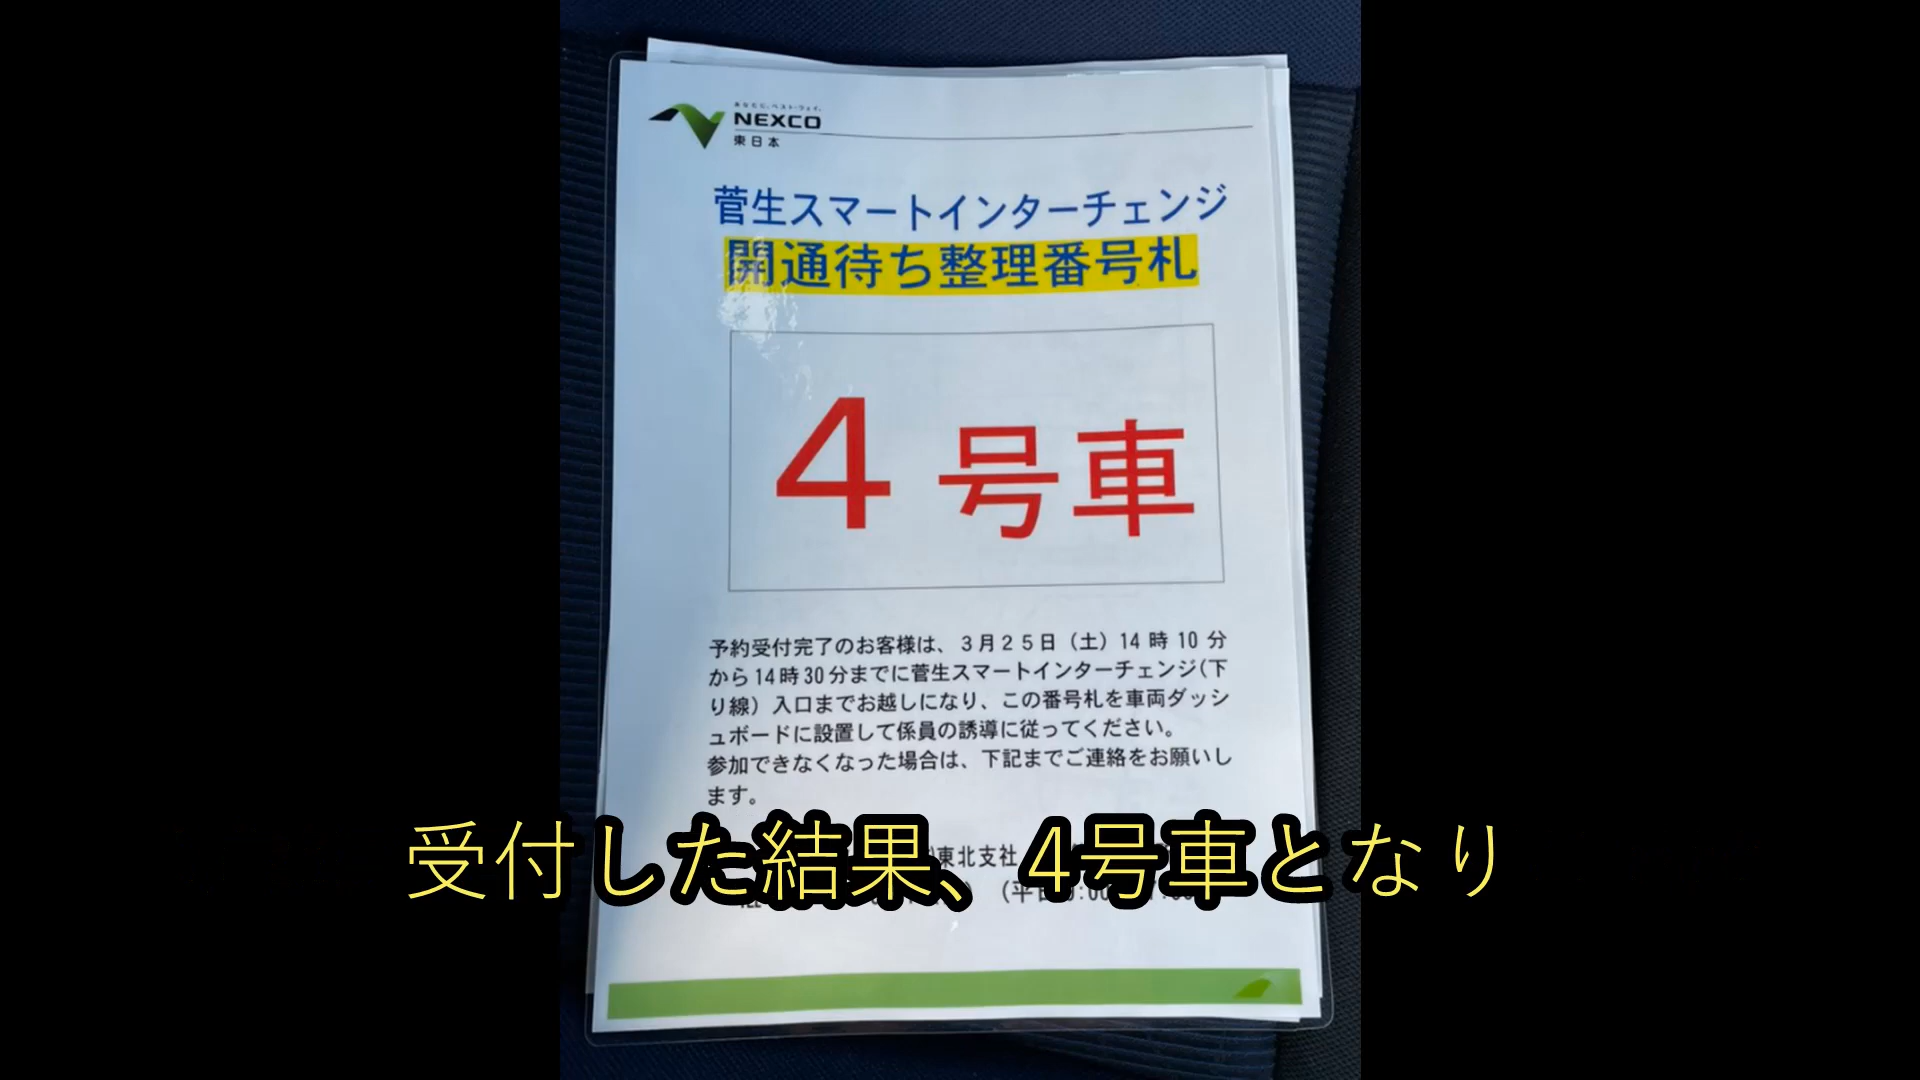 あなたに、ベスト・ウェイ。
NEXCO
東日本
菅生スマートインターチェンジ
開通待ち整理番号札
4号車
予約受付完了のお客様は、3月25日（土）14時10分
から14時30分までに菅生スマートインターチェンジ（下
り線）入口までお越しになり、この番号札を車両ダッシ
ュボードに設置して係員の誘導に従ってください。
参加できなくなった場合は、下記までご連絡をお願いし
ます。
東北支社
受付した結果、4号車となり